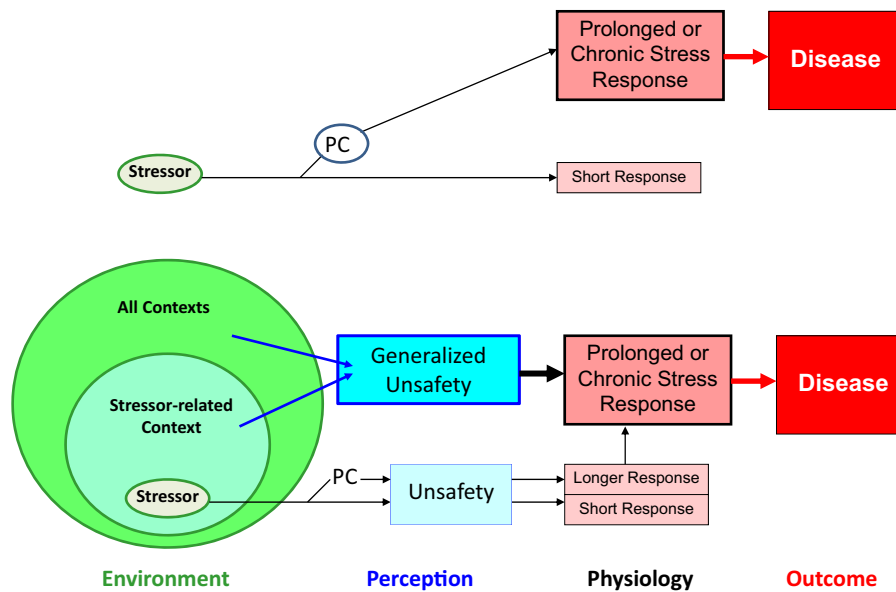 Prolonged or
Chronic Stress
Response
Disease
PC
Stressor
Short Response
All Contexts
Generalized
Unsafety
Prolonged or
Chronic Stress
Response
Disease
Stressor-related
Context
PC
Unsafety
Longer Response
Stressor
Short Response
Environment
Perception
Physiology
Outcome